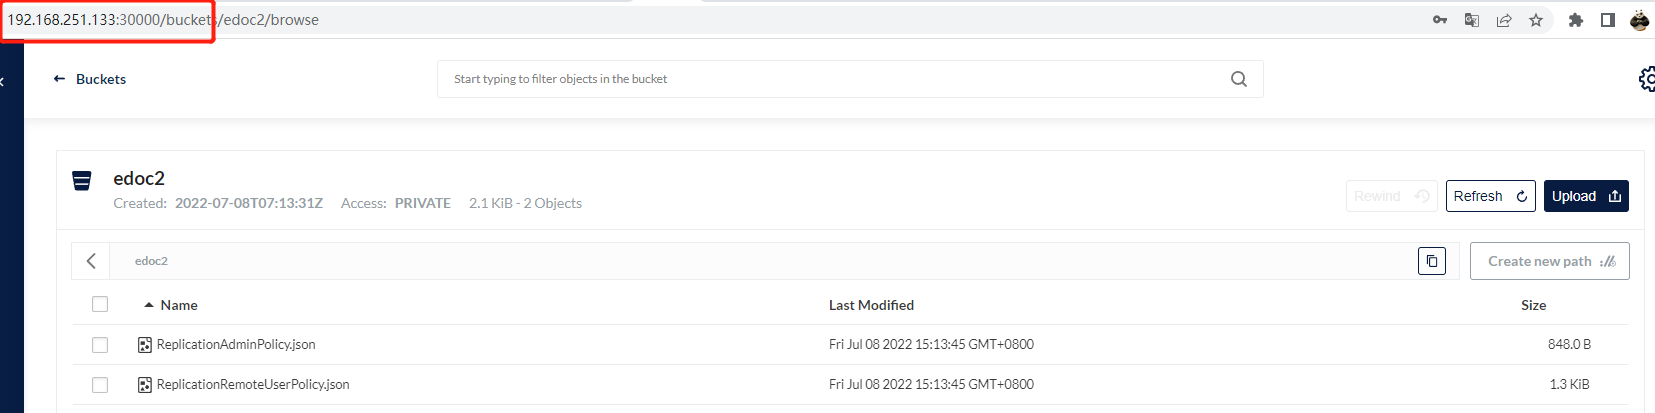 192.168.251.133:30000/buckets/edoc2/browse
Buckets
Start typing to filter objects in the bucket
edoc2
Created: 2022-07-08T07:13:31Z Access: PRIVATE 2.1 KiB - 2 Objects
Rewind Refresh Upload
edoc2
Create new path
Name Last Modified Size
ReplicationAdminPolicy.json Fri Jul 08 2022 15:13:45 GMT+0800 848.0 B
ReplicationRemoteUserPolicy.json Fri Jul 08 2022 15:13:45 GMT+0800 1.3 KiB